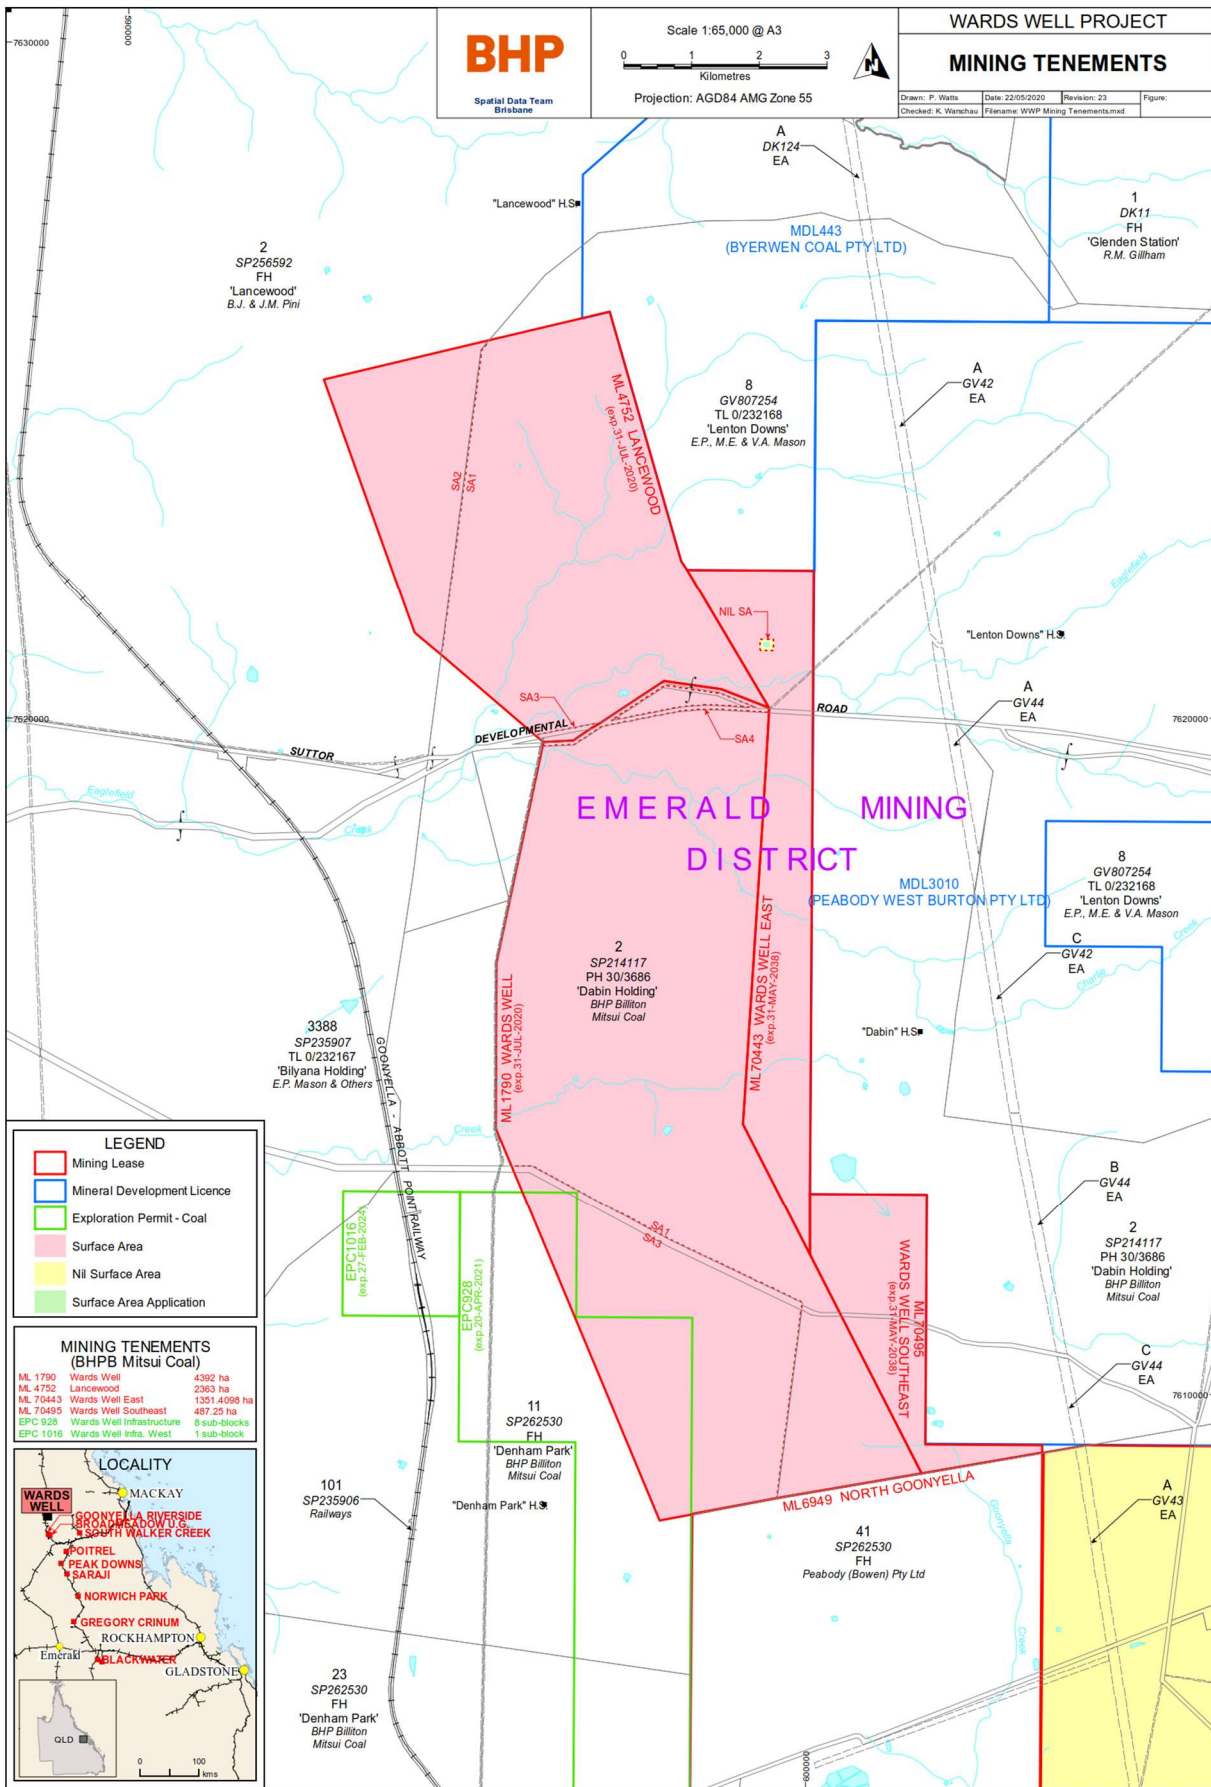 BHP
Spatial Data Team
Brisbane
Scale 1:65,000 @ A3
0 1 2 3
Kilometres
Projection: AGD84 AMG Zone 55
N
WARDS WELL PROJECT
MINING TENEMENTS
Drawn: P. Watts
Date: 22/05/2020
Revision: 23
Figure:
Checked: K. Warschau
Filename: WWP Mining Tenements.mxd
7630000
590000
A
DK124
EA
"Lancewood" H.S.
MDL443
(BYERWEN COAL PTY LTD)
1
DK11
FH
'Glenden Station'
R.M. Gillham
2
SP256592
FH
'Lancewood'
B.J. & J.M. Pini
ML4752 LANCEWOOD
(exp.31-JUL-2020)
8
GV807254
TL 0/232168
'Lenton Downs'
E.P., M.E. & V.A. Mason
A
GV42
EA
SA2
SA1
Eaglefield
NIL SA
"Lenton Downs" H.S.
SA3
A
GV44
EA
7620000
7620000
SUTTOR
DEVELOPMENTAL
ROAD
SA4
Eaglefield
Creek
EMERALD MINING
DISTRICT
MDL3010
(PEABODY WEST BURTON PTY LTD)
8
GV807254
TL 0/232168
'Lenton Downs'
E.P., M.E. & V.A. Mason
C
GV42
EA
Charlie
Creek
2
SP214117
PH 30/3686
'Dabin Holding'
BHP Billiton
Mitsui Coal
ML70443 WARDS WELL EAST
(exp.31-MAY-2038)
ML1790 WARDS WELL
(exp.31-JUL-2020)
"Dabin" H.S.
3388
SP235907
TL 0/232167
'Bilyana Holding'
E.P. Mason & Others
GOONYELLA - ABBOTT POINT RAILWAY
Creek
LEGEND
Mining Lease
Mineral Development Licence
Exploration Permit - Coal
Surface Area
Nil Surface Area
Surface Area Application
EPC1016
(exp.27-FEB-2024)
EPC928
(exp.20-APR-2021)
SA1
SA3
B
GV44
EA
2
SP214117
PH 30/3686
'Dabin Holding'
BHP Billiton
Mitsui Coal
ML 70495
WARDS WELL SOUTHEAST
(exp.31-MAY-2038)
C
GV44
EA
7610000
MINING TENEMENTS
(BHPB Mitsui Coal)
ML 1790 Wards Well 4392 ha
ML 4752 Lancewood 2363 ha
ML 70443 Wards Well East 1351.4098 ha
ML 70495 Wards Well Southeast 487.25 ha
EPC 928 Wards Well Infrastructure 8 sub-blocks
EPC 1016 Wards Well Infra. West 1 sub-block
11
SP262530
FH
'Denham Park'
BHP Billiton
Mitsui Coal
101
SP235906
Railways
"Denham Park" H.S.
ML6949 NORTH GOONYELLA
41
SP262530
FH
Peabody (Bowen) Pty Ltd
Goonyella
Creek
A
GV43
EA
LOCALITY
WARDS
WELL
MACKAY
GOONYELLA RIVERSIDE
BROADMEADOW U.G.
SOUTH WALKER CREEK
POITREL
PEAK DOWNS
SARAJI
NORWICH PARK
GREGORY CRINUM
ROCKHAMPTON
Emerald
BLACKWATER
GLADSTONE
QLD
0 100
kms
23
SP262530
FH
'Denham Park'
BHP Billiton
Mitsui Coal
600000